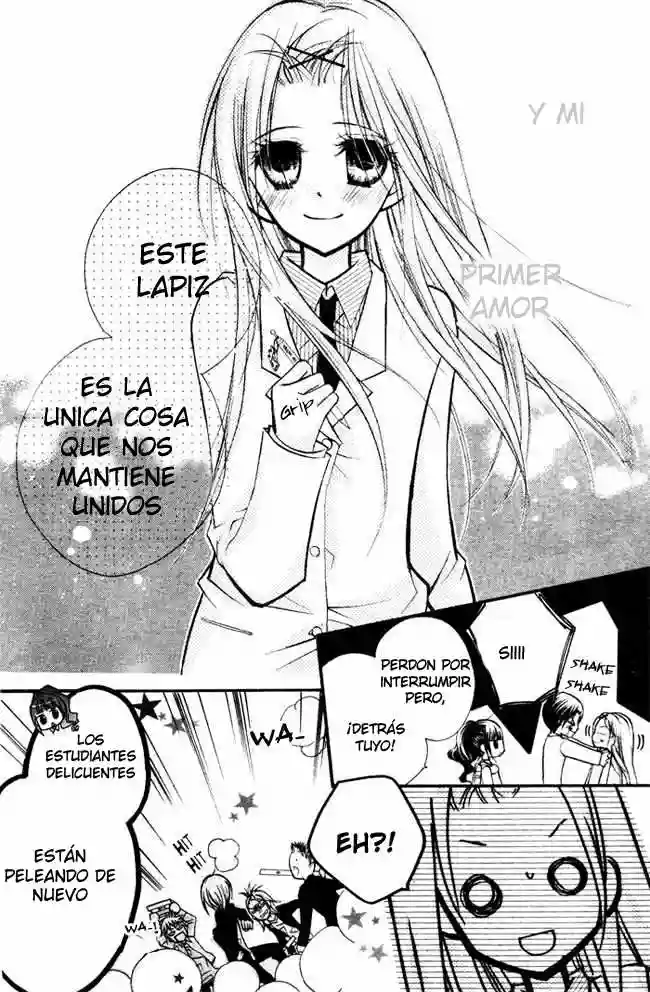 Y MI
PRIMER
AMOR
ESTE
LAPIZ
ES LA
UNICA COSA
QUE NOS
MANTIENE
UNIDOS
Grip
SIIII
SHAKE
SHAKE
PERDON POR
INTERRUMPIR
PERO,
¡DETRÁS
TUYO!
LOS
ESTUDIANTES
DELICUENTES
ESTÁN
PELEANDO DE
NUEVO
WA-!
HIT
HIT
WA-!
EH?!